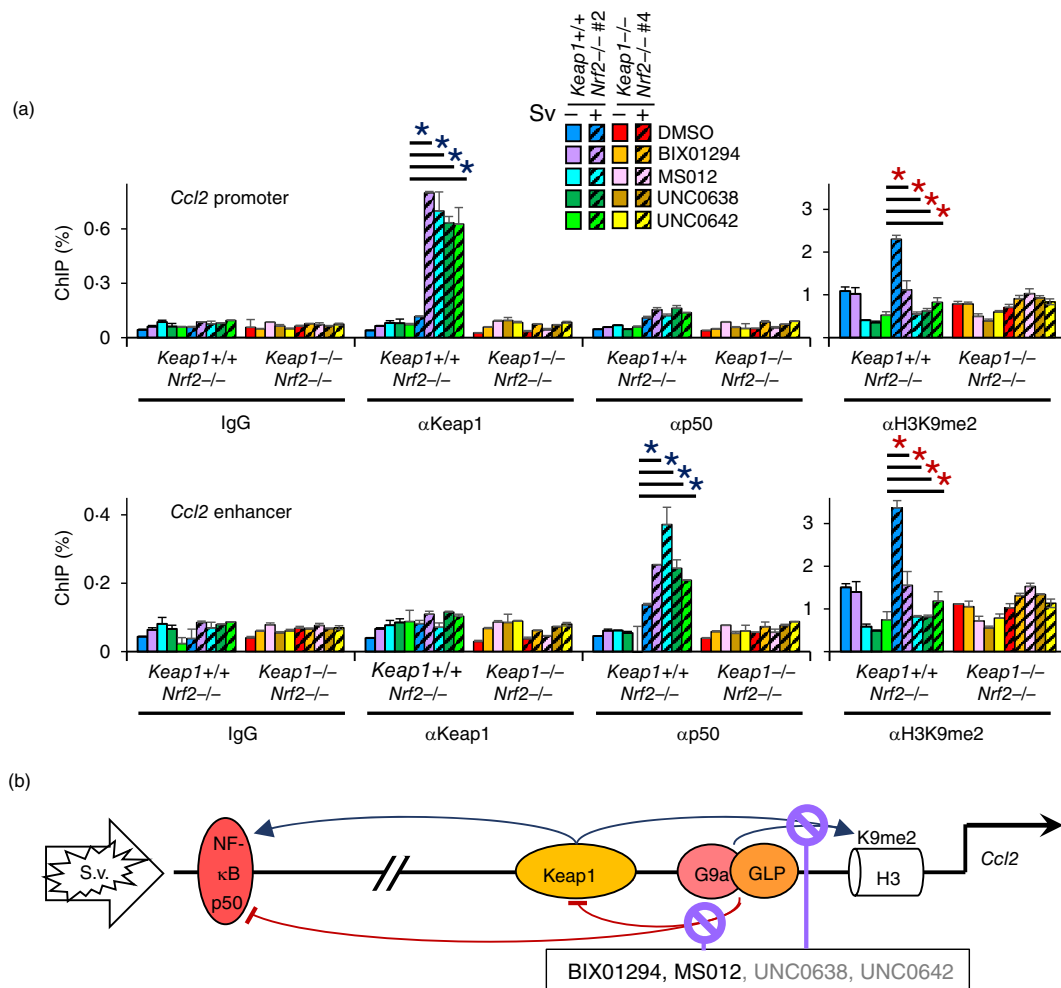 Keap1+/+
Nrf2–/– #2
Keap1–/–
Nrf2–/– #4
(a)
Sv – + – +
DMSO
BIX01294
MS012
UNC0638
UNC0642
* * * *
* * * *
Ccl2 promoter
ChIP (%)
0·6
0·3
0
3
2
1
0
Keap1+/+ Keap1–/– Keap1+/+ Keap1–/– Keap1+/+ Keap1–/– Keap1+/+ Keap1–/–
Nrf2–/– Nrf2–/– Nrf2–/– Nrf2–/– Nrf2–/– Nrf2–/– Nrf2–/– Nrf2–/–
IgG αKeap1 αp50 αH3K9me2
* * * *
* * * *
Ccl2 enhancer
ChIP (%)
0·4
0·2
0
3
2
1
0
Keap1+/+ Keap1–/– Keap1+/+ Keap1–/– Keap1+/+ Keap1–/– Keap1+/+ Keap1–/–
Nrf2–/– Nrf2–/– Nrf2–/– Nrf2–/– Nrf2–/– Nrf2–/– Nrf2–/– Nrf2–/–
IgG αKeap1 αp50 αH3K9me2
(b)
S.v.
NF-
κB
p50
Keap1
G9a
GLP
K9me2
H3
Ccl2
BIX01294, MS012, UNC0638, UNC0642